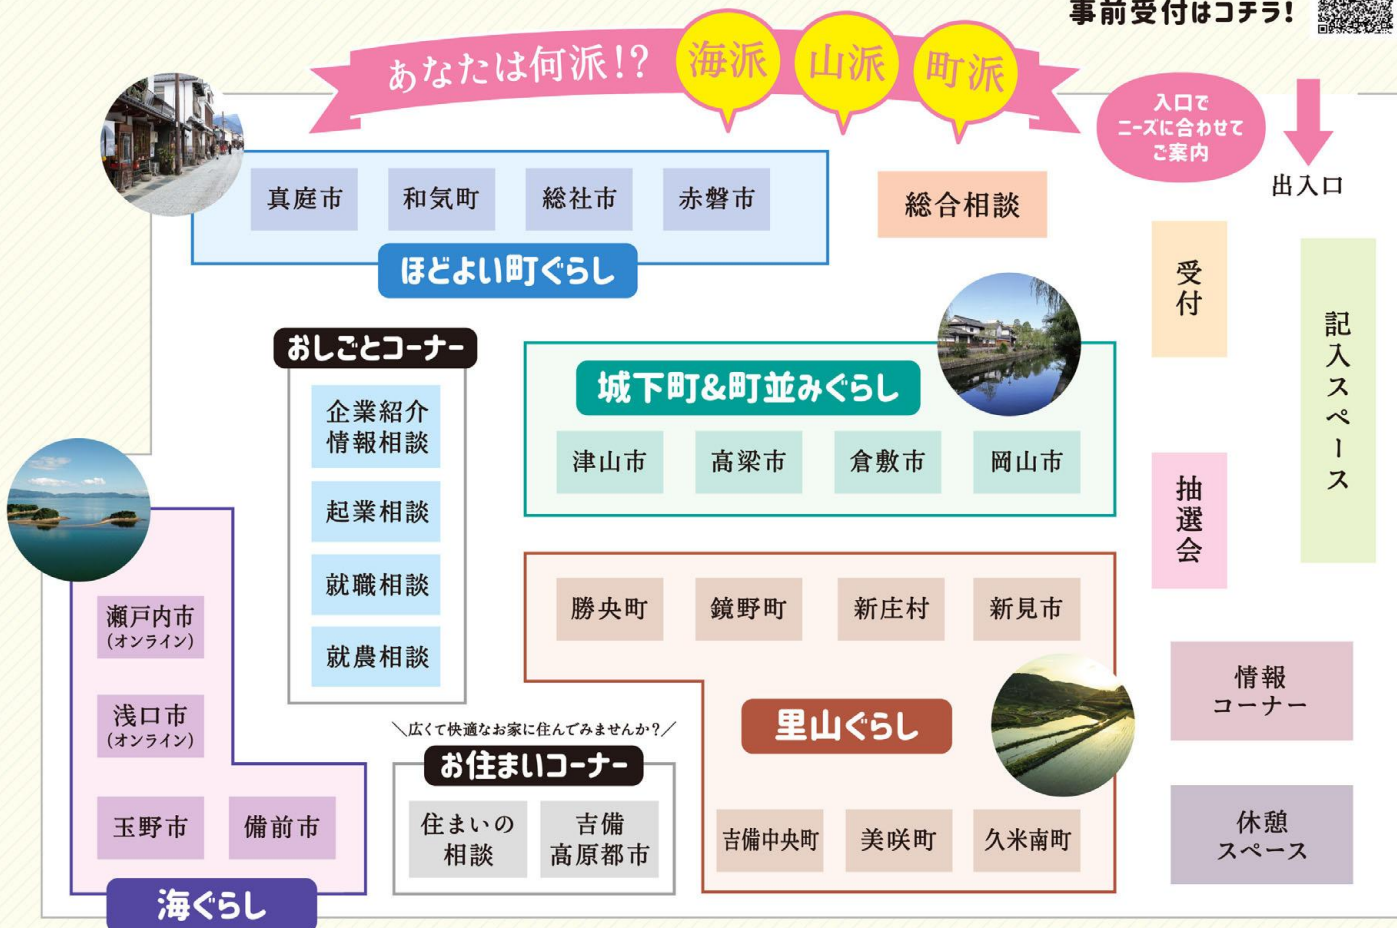 事前受付はコチラ!
あなたは何派!?
海派
山派
町派
入口で
ニーズに合わせて
ご案内
出入口
真庭市
和気町
総社市
赤磐市
ほどよい町ぐらし
総合相談
受付
記入スペース
おしごとコーナー
企業紹介
情報相談
起業相談
就職相談
就農相談
城下町&町並みぐらし
津山市
高梁市
倉敷市
岡山市
抽選会
瀬戸内市
(オンライン)
浅口市
(オンライン)
玉野市
備前市
海ぐらし
勝央町
鏡野町
新庄村
新見市
里山ぐらし
吉備中央町
美咲町
久米南町
\広くて快適なお家に住んでみませんか?/
お住まいコーナー
住まいの
相談
吉備
高原都市
情報
コーナー
休憩
スペース